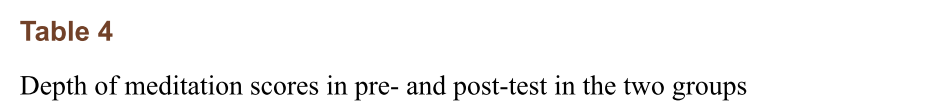 Table 4
Depth of meditation scores in pre- and post-test in the two groups